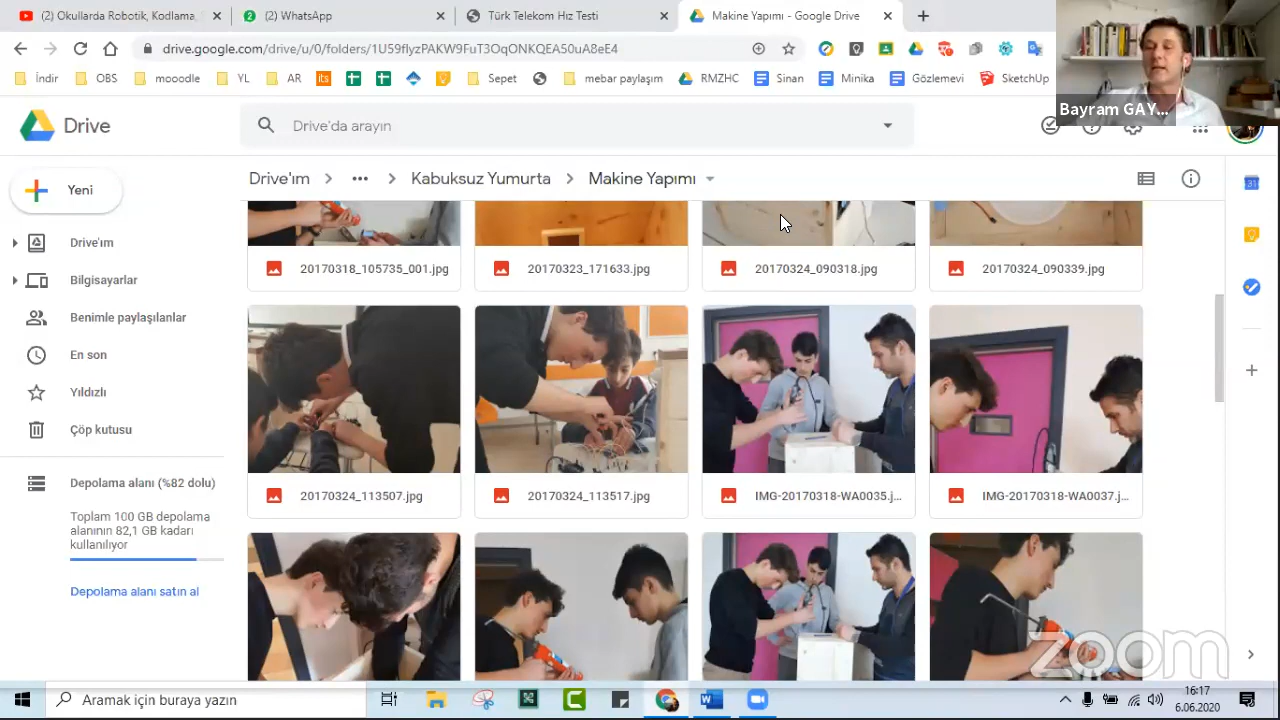 (2) Okullarda Robotik, Kodlama,
(2) WhatsApp
Türk Telekom Hız Testi
Makine Yapımı - Google Drive
drive.google.com/drive/u/0/folders/
İndir
OBS
mooodle
YL
AR
its
Sepet
mebar paylaşım
RMZHC
Sinan
Minika
Gözlemevi
SketchUp
Bayram GAY...
Drive
Drive'da arayın
Yeni
Drive'ım
Kabuksuz Yumurta
Makine Yapımı
31
Drive'ım
Bilgisayarlar
Benimle paylaşılanlar
En son
Yıldızlı
Çöp kutusu
Depolama alanı (%82 dolu)
Toplam 100 GB depolama
alanının 82,1 GB kadarı
kullanılıyor
Depolama alanı satın al
20170318_105735_001.jpg
20170323_171633.jpg
20170324_090318.jpg
20170324_090339.jpg
20170324_113507.jpg
20170324_113517.jpg
IMG-20170318-WA0035.j...
IMG-20170318-WA0037.j...
zoom
Aramak için buraya yazın
16:17
6.06.2020